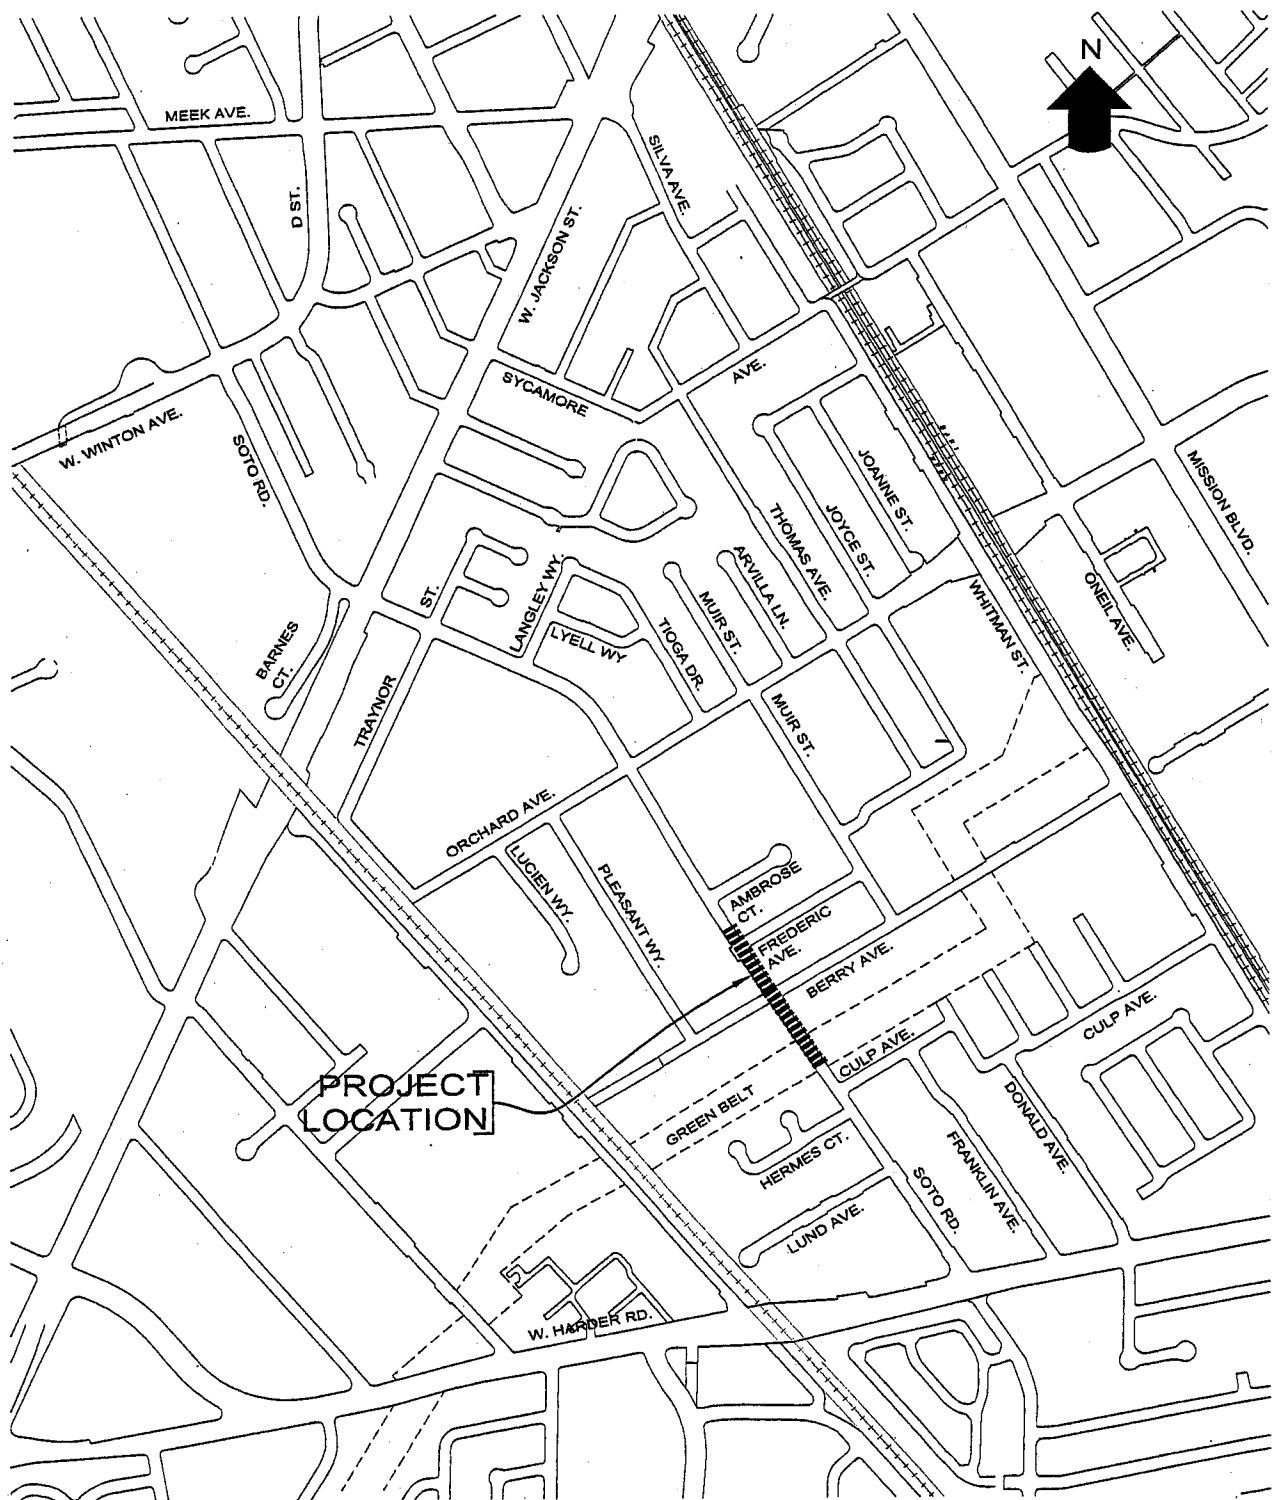 N
MEEK AVE.
SILVA AVE.
D ST.
W. JACKSON ST.
AVE.
SYCAMORE
W. WINTON AVE.
SOTO RD.
JOANNE ST.
MISSION BLVD.
JOYCE ST.
THOMAS AVE.
ARVILLA LN.
LANGLEY WY.
ST.
MUIR ST.
WHITMAN ST.
ONEIL AVE.
BARNES
CT.
LYELL WY
TIOGA DR.
TRAYNOR
MUIR ST.
ORCHARD AVE.
LUCIEN WY.
PLEASANT WY.
AMBROSE
CT.
FREDERIC
AVE.
BERRY AVE.
CULP AVE.
CULP AVE.
PROJECT
LOCATION
GREEN BELT
DONALD AVE.
HERMES CT.
FRANKLIN AVE.
SOTO RD.
LUND AVE.
W. HARDER RD.